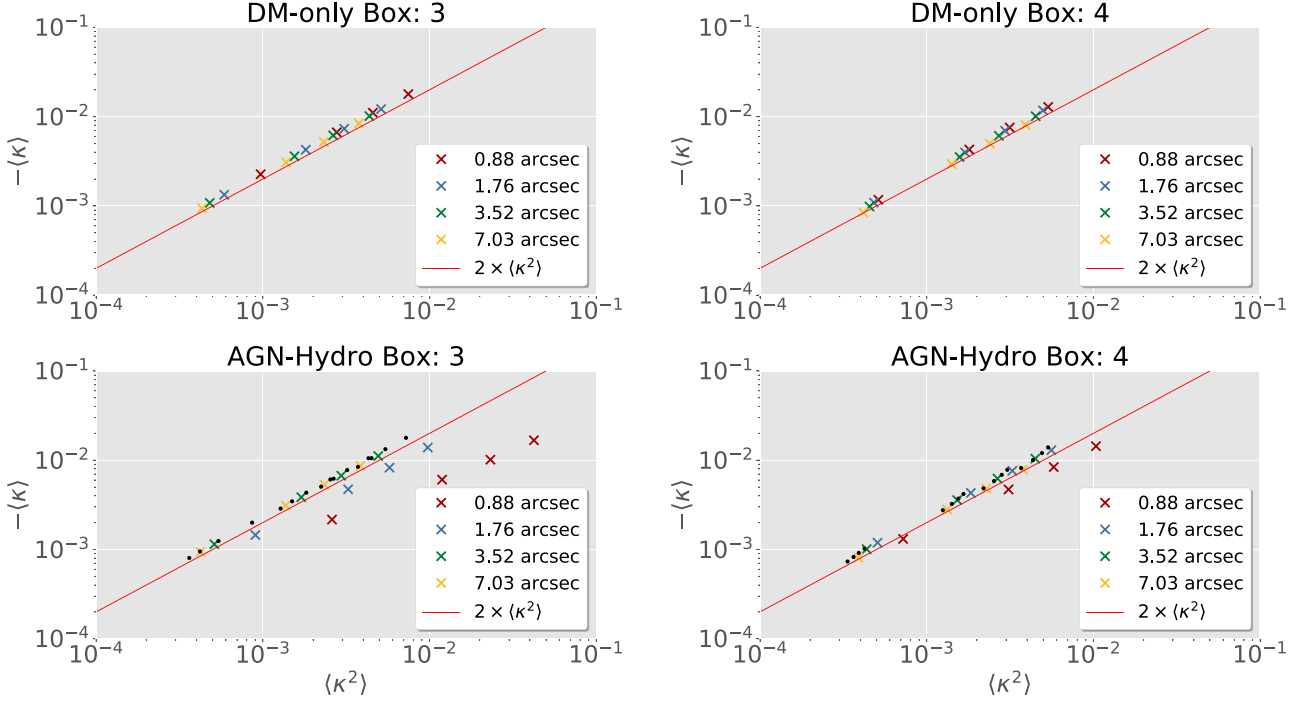 DM-only Box: 3
10⁻¹
10⁻²
10⁻³
10⁻⁴
−⟨κ⟩
0.88 arcsec
1.76 arcsec
3.52 arcsec
7.03 arcsec
2 × ⟨κ²⟩
10⁻⁴ 10⁻³ 10⁻² 10⁻¹
DM-only Box: 4
10⁻¹
10⁻²
10⁻³
10⁻⁴
−⟨κ⟩
0.88 arcsec
1.76 arcsec
3.52 arcsec
7.03 arcsec
2 × ⟨κ²⟩
10⁻⁴ 10⁻³ 10⁻² 10⁻¹
AGN-Hydro Box: 3
10⁻¹
10⁻²
10⁻³
10⁻⁴
−⟨κ⟩
0.88 arcsec
1.76 arcsec
3.52 arcsec
7.03 arcsec
2 × ⟨κ²⟩
10⁻⁴ 10⁻³ 10⁻² 10⁻¹
⟨κ²⟩
AGN-Hydro Box: 4
10⁻¹
10⁻²
10⁻³
10⁻⁴
−⟨κ⟩
0.88 arcsec
1.76 arcsec
3.52 arcsec
7.03 arcsec
2 × ⟨κ²⟩
10⁻⁴ 10⁻³ 10⁻² 10⁻¹
⟨κ²⟩